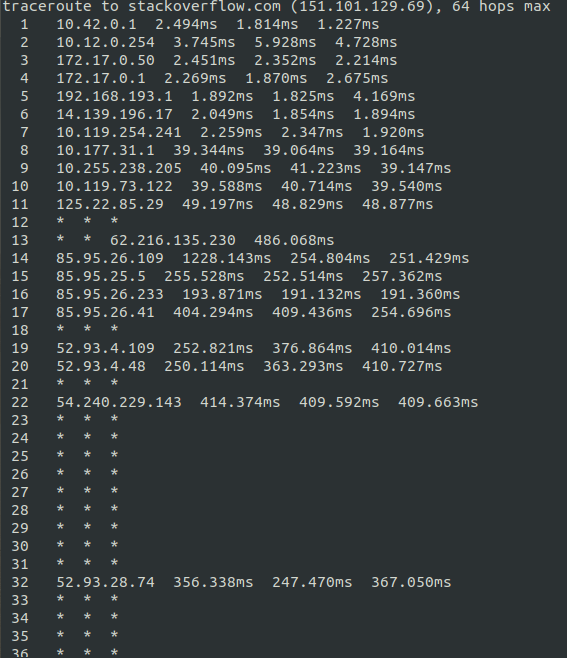 traceroute to stackoverflow.com (151.101.129.69), 64 hops max
1 10.42.0.1 2.494ms 1.814ms 1.227ms
2 10.12.0.254 3.745ms 5.928ms 4.728ms
3 172.17.0.50 2.451ms 2.352ms 2.214ms
4 172.17.0.1 2.269ms 1.870ms 2.675ms
5 192.168.193.1 1.892ms 1.825ms 4.169ms
6 14.139.196.17 2.049ms 1.854ms 1.894ms
7 10.119.254.241 2.259ms 2.347ms 1.920ms
8 10.177.31.1 39.344ms 39.064ms 39.164ms
9 10.255.238.205 40.095ms 41.223ms 39.147ms
10 10.119.73.122 39.588ms 40.714ms 39.540ms
11 125.22.85.29 49.197ms 48.829ms 48.877ms
12 * * *
13 * * 62.216.135.230 486.068ms
14 85.95.26.109 1228.143ms 254.804ms 251.429ms
15 85.95.25.5 255.528ms 252.514ms 257.362ms
16 85.95.26.233 193.871ms 191.132ms 191.360ms
17 85.95.26.41 404.294ms 409.436ms 254.696ms
18 * * *
19 52.93.4.109 252.821ms 376.864ms 410.014ms
20 52.93.4.48 250.114ms 363.293ms 410.727ms
21 * * *
22 54.240.229.143 414.374ms 409.592ms 409.663ms
23 * * *
24 * * *
25 * * *
26 * * *
27 * * *
28 * * *
29 * * *
30 * * *
31 * * *
32 52.93.28.74 356.338ms 247.470ms 367.050ms
33 * * *
34 * * *
35 * * *
36 * * *